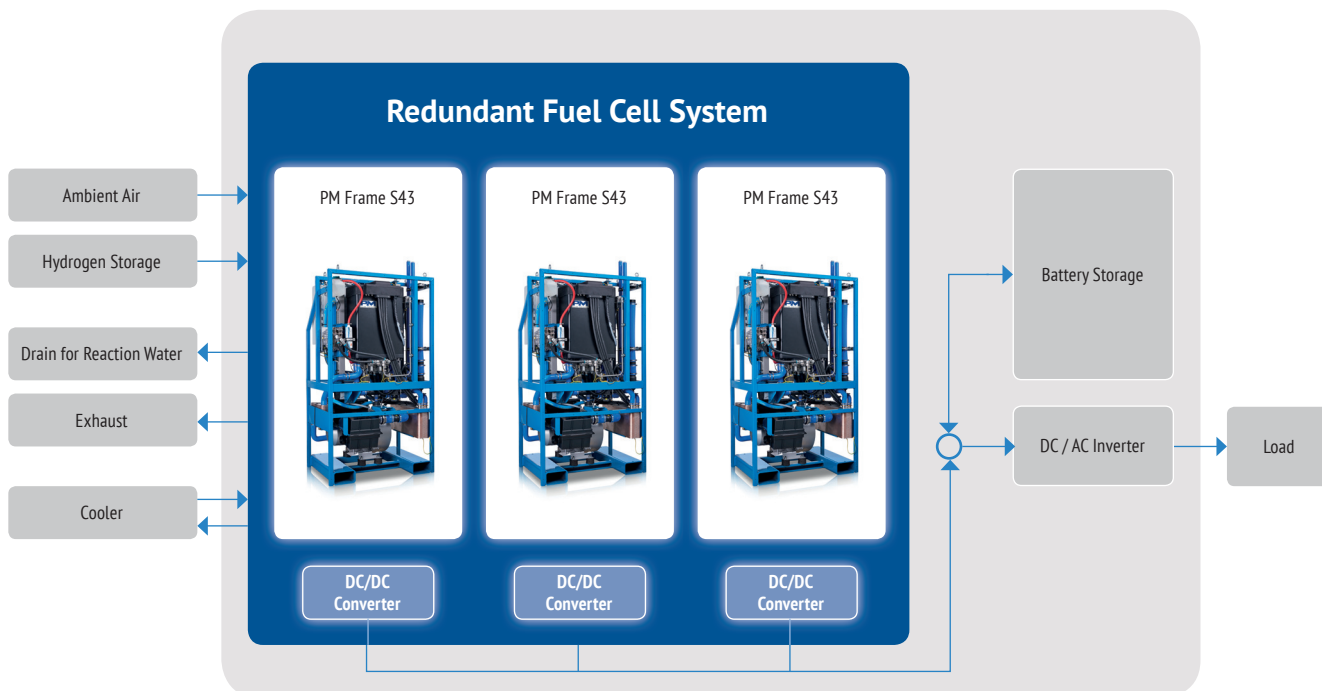 Redundant Fuel Cell System
Ambient Air
Hydrogen Storage
Drain for Reaction Water
Exhaust
Cooler
PM Frame S43
PM Frame S43
PM Frame S43
DC/DC
Converter
DC/DC
Converter
DC/DC
Converter
Battery Storage
DC / AC Inverter
Load